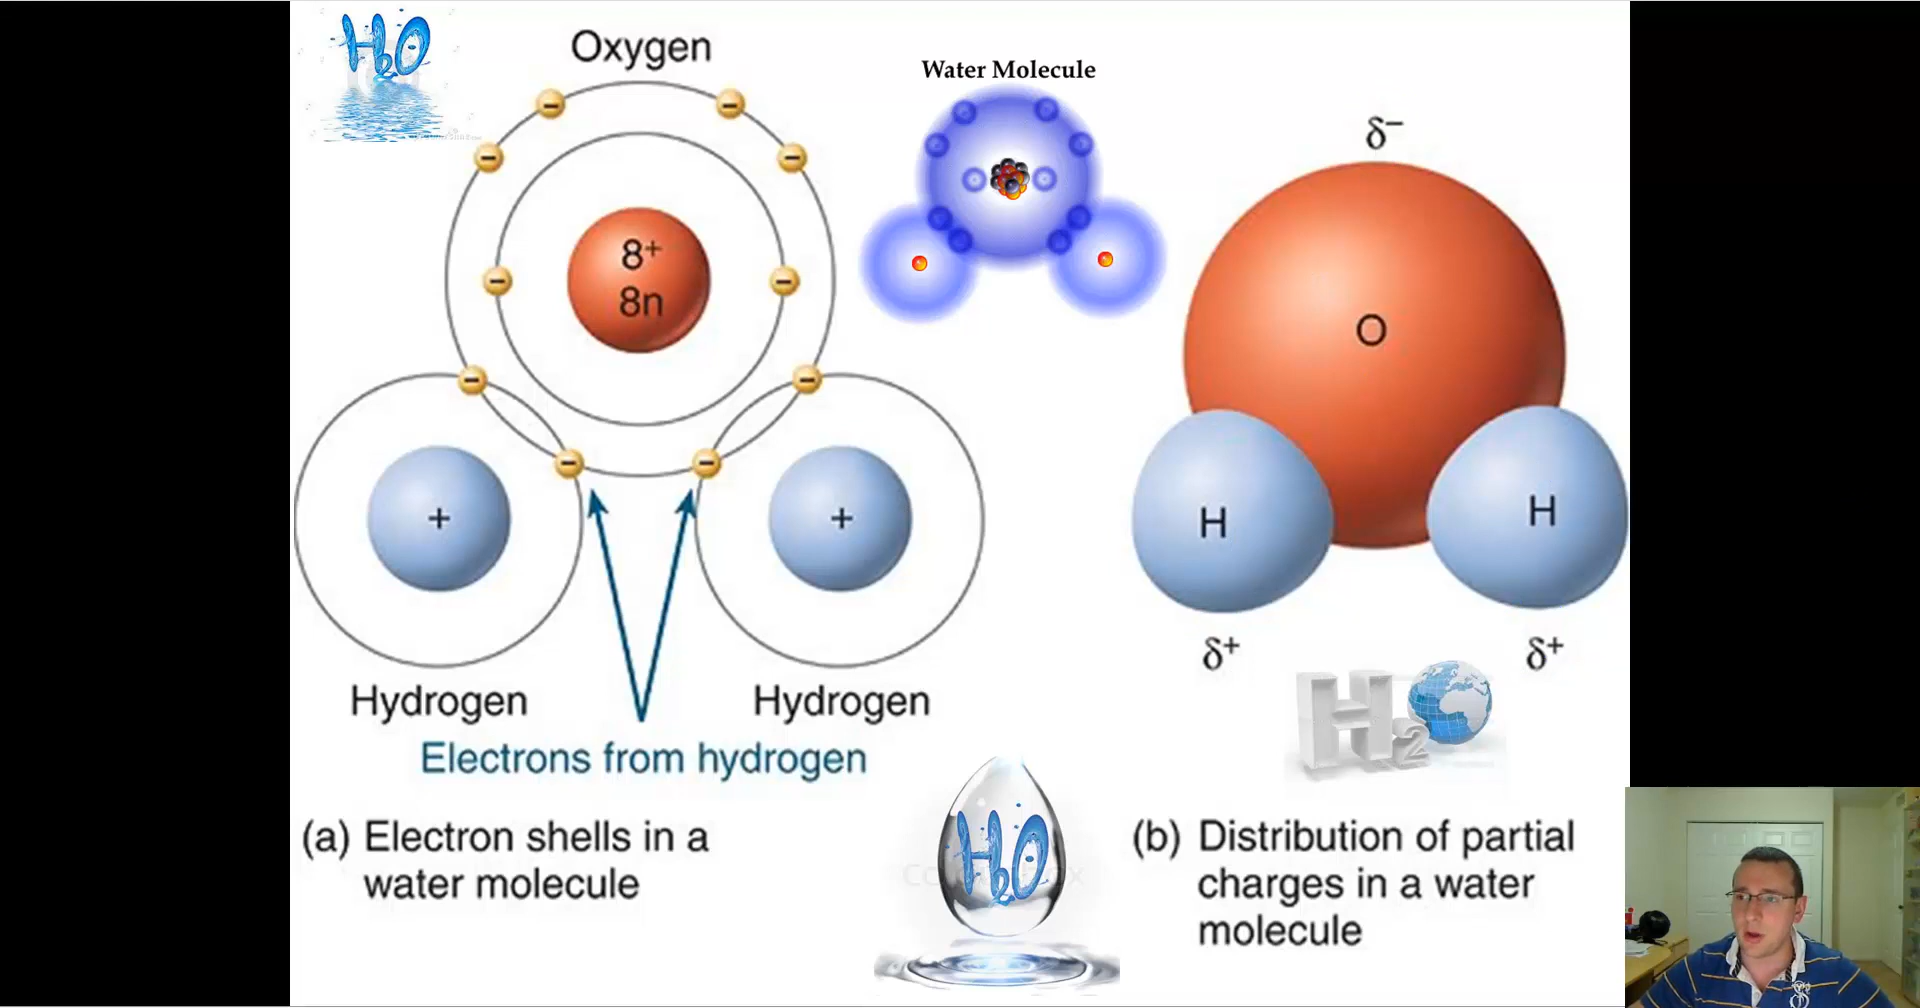 H2O
Oxygen
Water Molecule
δ−
8+
8n
O
+
+
H
H
δ+
δ+
Hydrogen
Hydrogen
Electrons from hydrogen
H2
H2O
(a) Electron shells in a
water molecule
(b) Distribution of partial
charges in a water
molecule